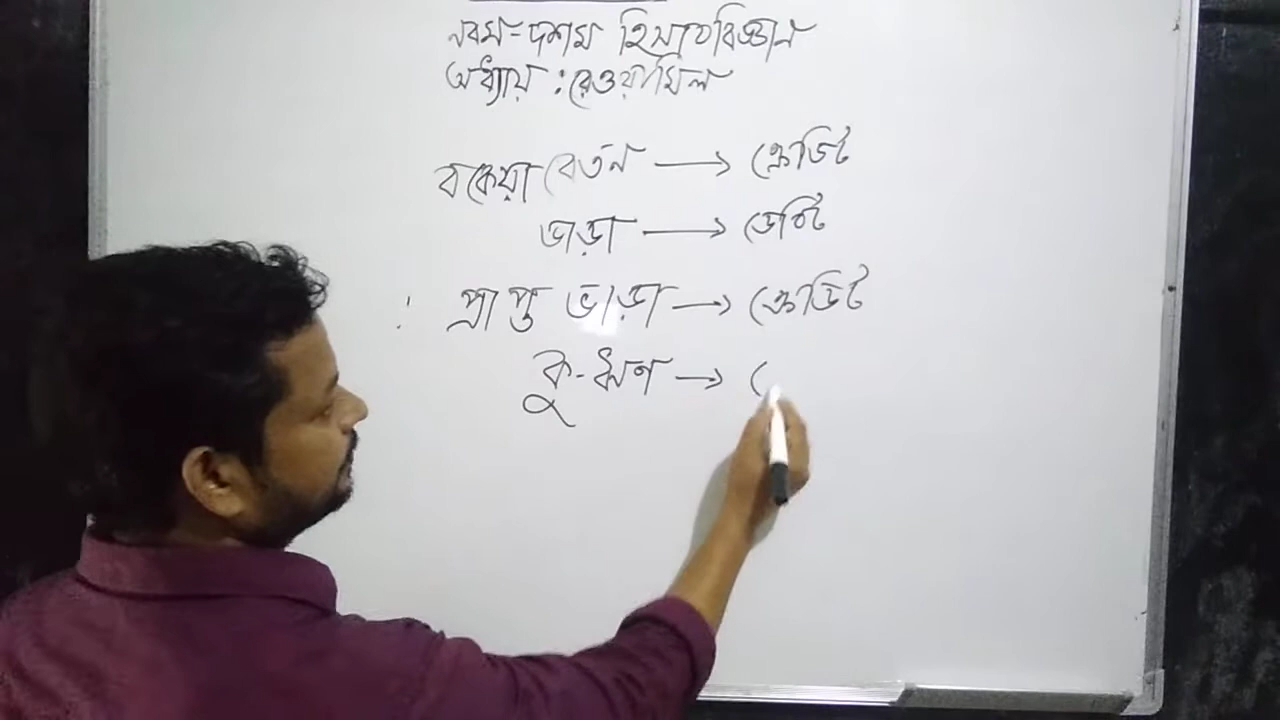 নবম-দশম হিসাববিজ্ঞান
অধ্যায় : রেওয়ামিল
বকেয়া বেতন → ক্রেডিট
ভাড়া → ডেবিট
: প্রাপ্ত ভাড়া → ক্রেডিট
কু-ঋণ →